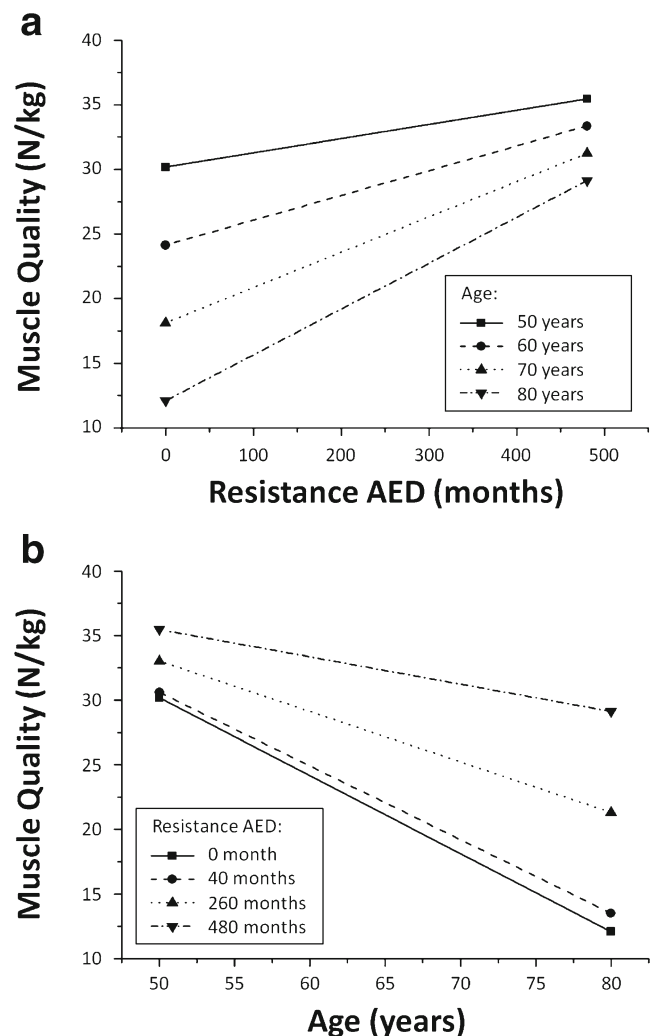 a
40
35
30
25
20
15
10
Muscle Quality (N/kg)
Age:
50 years
60 years
70 years
80 years
0 100 200 300 400 500
Resistance AED (months)
b
40
35
30
25
20
15
10
Muscle Quality (N/kg)
Resistance AED:
0 month
40 months
260 months
480 months
50 55 60 65 70 75 80
Age (years)